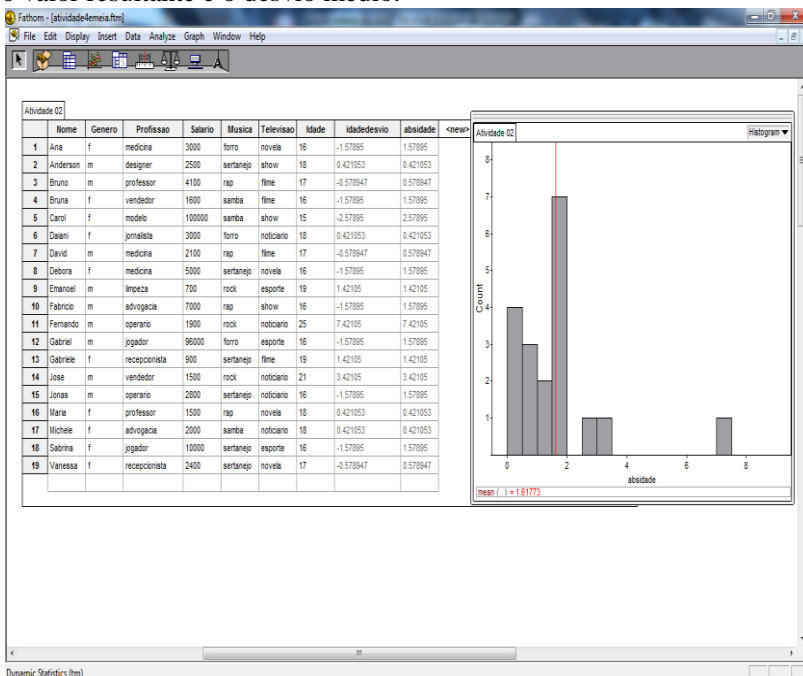 o valor resultante é o desvio médio.
Fathom - [atividade4emeia.ftm]
File Edit Display Insert Data Analyze Graph Window Help
Atividade 02
Nome Genero Profissao Salario Musica Televisao Idade idadedesvio absidade <new>
1 Ana f medicina 3000 forro novela 16 -1.57895 1.57895
2 Anderson m designer 2500 sertanejo show 18 0.421053 0.421053
3 Bruno m professor 4100 rap filme 17 -0.578947 0.578947
4 Bruna f vendedor 1600 samba filme 16 -1.57895 1.57895
5 Carol f modelo 100000 samba show 15 -2.57895 2.57895
6 Daiani f jornalista 3000 forro noticiario 18 0.421053 0.421053
7 David m medicina 2100 rap filme 17 -0.578947 0.578947
8 Debora f medicina 5000 sertanejo novela 16 -1.57895 1.57895
9 Emanoel m limpeza 700 rock esporte 19 1.42105 1.42105
10 Fabricio m advogacia 7000 rap show 16 -1.57895 1.57895
11 Fernando m operario 1900 rock noticiario 25 7.42105 7.42105
12 Gabriel m jogador 96000 forro esporte 16 -1.57895 1.57895
13 Gabriele f recepcionista 900 sertanejo filme 19 1.42105 1.42105
14 Jose m vendedor 1500 rock noticiario 21 3.42105 3.42105
15 Jonas m operario 2800 sertanejo noticiario 16 -1.57895 1.57895
16 Maria f professor 1500 rap novela 18 0.421053 0.421053
17 Michele f advogacia 2000 samba noticiario 18 0.421053 0.421053
18 Sabrina f jogador 10000 sertanejo esporte 16 -1.57895 1.57895
19 Vanessa f recepcionista 2400 sertanejo novela 17 -0.578947 0.578947
Atividade 02
Histogram
8
7
6
5
4
3
2
1
Count
0 2 4 6 8
absidade
mean ( ) = 1.61773
Dynamic Statistics (tm)